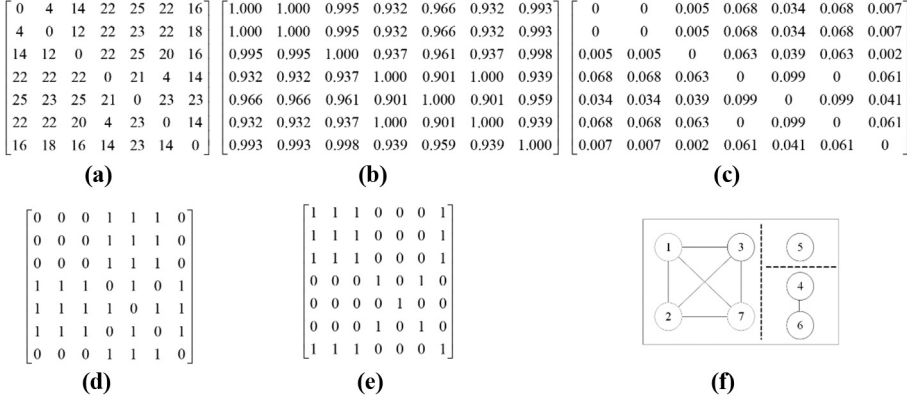 0 4 14 22 25 22 16
4 0 12 22 23 22 18
14 12 0 22 25 20 16
22 22 22 0 21 4 14
25 23 25 21 0 23 23
22 22 20 4 23 0 14
16 18 16 14 23 14 0
(a)
1.000 1.000 0.995 0.932 0.966 0.932 0.993
1.000 1.000 0.995 0.932 0.966 0.932 0.993
0.995 0.995 1.000 0.937 0.961 0.937 0.998
0.932 0.932 0.937 1.000 0.901 1.000 0.939
0.966 0.966 0.961 0.901 1.000 0.901 0.959
0.932 0.932 0.937 1.000 0.901 1.000 0.939
0.993 0.993 0.998 0.939 0.959 0.939 1.000
(b)
0 0 0.005 0.068 0.034 0.068 0.007
0 0 0.005 0.068 0.034 0.068 0.007
0.005 0.005 0 0.063 0.039 0.063 0.002
0.068 0.068 0.063 0 0.099 0 0.061
0.034 0.034 0.039 0.099 0 0.099 0.041
0.068 0.068 0.063 0 0.099 0 0.061
0.007 0.007 0.002 0.061 0.041 0.061 0
(c)
0 0 0 1 1 1 0
0 0 0 1 1 1 0
0 0 0 1 1 1 0
1 1 1 0 1 0 1
1 1 1 1 0 1 1
1 1 1 0 1 0 1
0 0 0 1 1 1 0
(d)
1 1 1 0 0 0 1
1 1 1 0 0 0 1
1 1 1 0 0 0 1
0 0 0 1 0 1 0
0 0 0 0 1 0 0
0 0 0 1 0 1 0
1 1 1 0 0 0 1
(e)
1 3 5
4
2 7 6
(f)